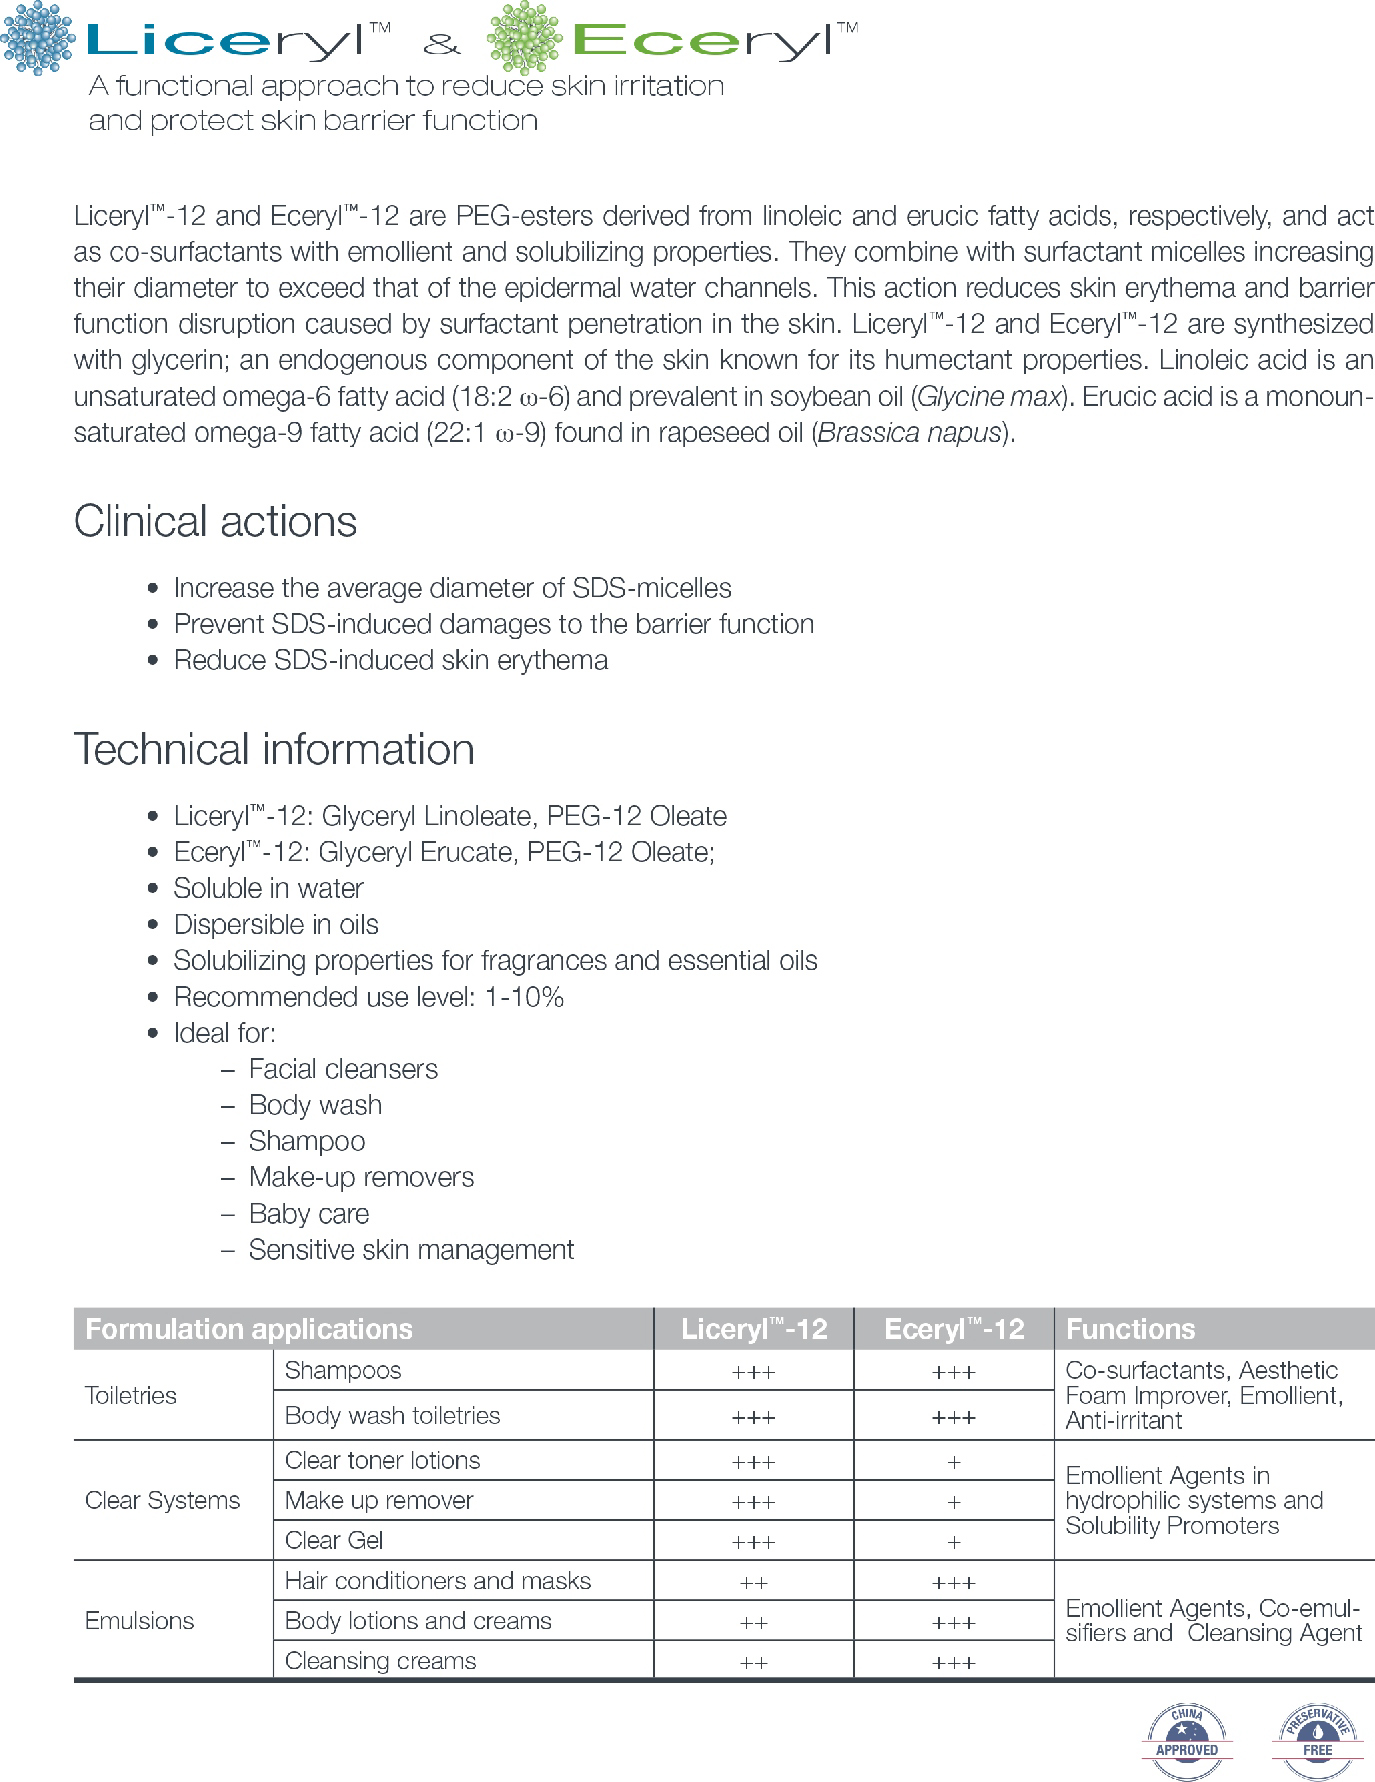 Liceryl™ & Eceryl™
A functional approach to reduce skin irritation
and protect skin barrier function
Liceryl™-12 and Eceryl™-12 are PEG-esters derived from linoleic and erucic fatty acids, respectively, and act
as co-surfactants with emollient and solubilizing properties. They combine with surfactant micelles increasing
their diameter to exceed that of the epidermal water channels. This action reduces skin erythema and barrier
function disruption caused by surfactant penetration in the skin. Liceryl™-12 and Eceryl™-12 are synthesized
with glycerin; an endogenous component of the skin known for its humectant properties. Linoleic acid is an
unsaturated omega-6 fatty acid (18:2 ω-6) and prevalent in soybean oil (Glycine max). Erucic acid is a monoun-
saturated omega-9 fatty acid (22:1 ω-9) found in rapeseed oil (Brassica napus).
Clinical actions
• Increase the average diameter of SDS-micelles
• Prevent SDS-induced damages to the barrier function
• Reduce SDS-induced skin erythema
Technical information
• Liceryl™-12: Glyceryl Linoleate, PEG-12 Oleate
• Eceryl™-12: Glyceryl Erucate, PEG-12 Oleate;
• Soluble in water
• Dispersible in oils
• Solubilizing properties for fragrances and essential oils
• Recommended use level: 1-10%
• Ideal for:
– Facial cleansers
– Body wash
– Shampoo
– Make-up removers
– Baby care
– Sensitive skin management
Formulation applications Liceryl™-12 Eceryl™-12 Functions
Toiletries
Shampoos +++ +++
Body wash toiletries +++ +++
Co-surfactants, Aesthetic
Foam Improver, Emollient,
Anti-irritant
Clear Systems
Clear toner lotions +++ +
Make up remover +++ +
Clear Gel +++ +
Emollient Agents in
hydrophilic systems and
Solubility Promoters
Emulsions
Hair conditioners and masks ++ +++
Body lotions and creams ++ +++
Cleansing creams ++ +++
Emollient Agents, Co-emul-
sifiers and Cleansing Agent
CHINA
APPROVED
PRESERVATIVE
FREE